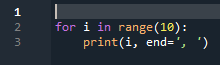 1
2 for i in range(10):
3     print(i, end=', ')